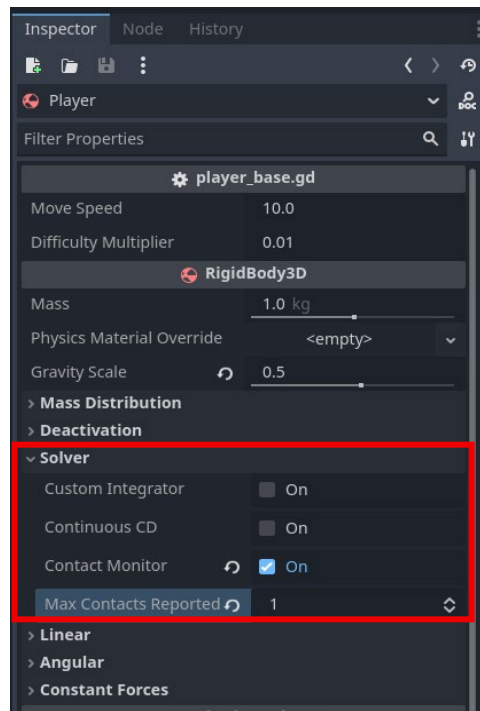 Inspector Node History
Player
DOC
Filter Properties
player_base.gd
Move Speed 10.0
Difficulty Multiplier 0.01
RigidBody3D
Mass 1.0 kg
Physics Material Override <empty>
Gravity Scale 0.5
Mass Distribution
Deactivation
Solver
Custom Integrator On
Continuous CD On
Contact Monitor On
Max Contacts Reported 1
Linear
Angular
Constant Forces